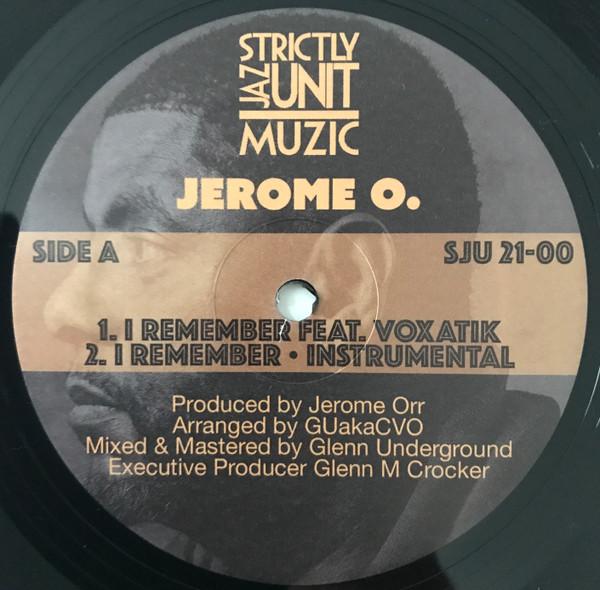 STRICTLY
JAZ UNIT
MUZIC
JEROME O.
SIDE A
SJU 21-00
1. I REMEMBER FEAT. VOXATIK
2. I REMEMBER • INSTRUMENTAL
Produced by Jerome Orr
Arranged by GUakaCVO
Mixed & Mastered by Glenn Underground
Executive Producer Glenn M Crocker